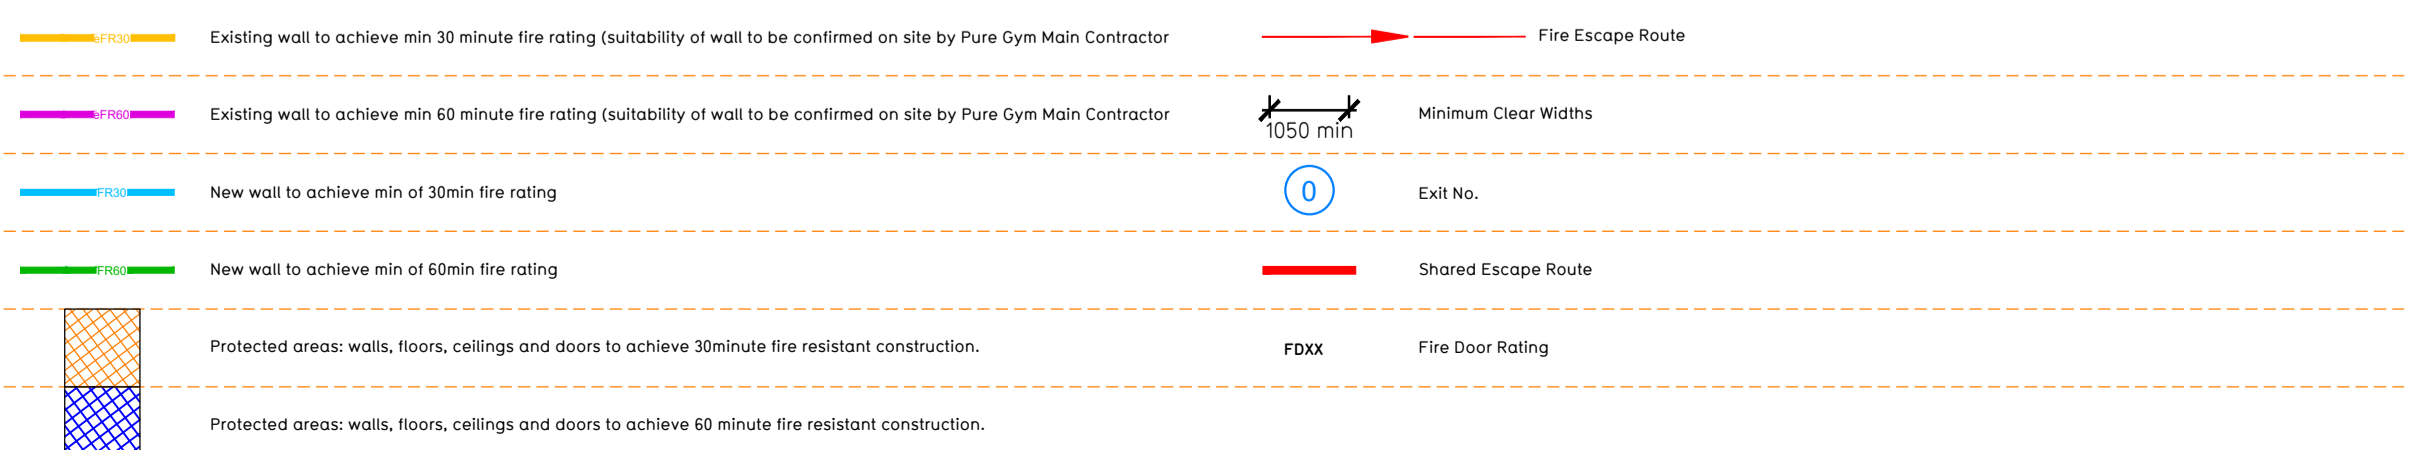 eFR30 Existing wall to achieve min 30 minute fire rating (suitability of wall to be confirmed on site by Pure Gym Main Contractor
Fire Escape Route
eFR60 Existing wall to achieve min 60 minute fire rating (suitability of wall to be confirmed on site by Pure Gym Main Contractor
1050 min Minimum Clear Widths
FR30 New wall to achieve min of 30min fire rating
0 Exit No.
FR60 New wall to achieve min of 60min fire rating
Shared Escape Route
Protected areas: walls, floors, ceilings and doors to achieve 30minute fire resistant construction.
FDXX Fire Door Rating
Protected areas: walls, floors, ceilings and doors to achieve 60 minute fire resistant construction.